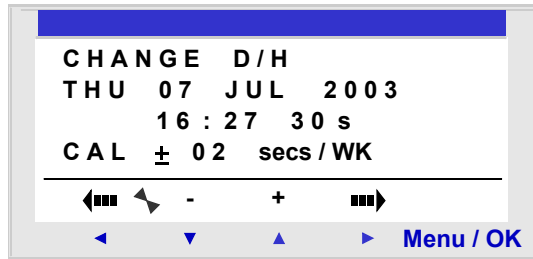 CHANGE D/H
THU 07 JUL 2003
16:27 30s
CAL ± 02 secs/WK
- +
Menu / OK